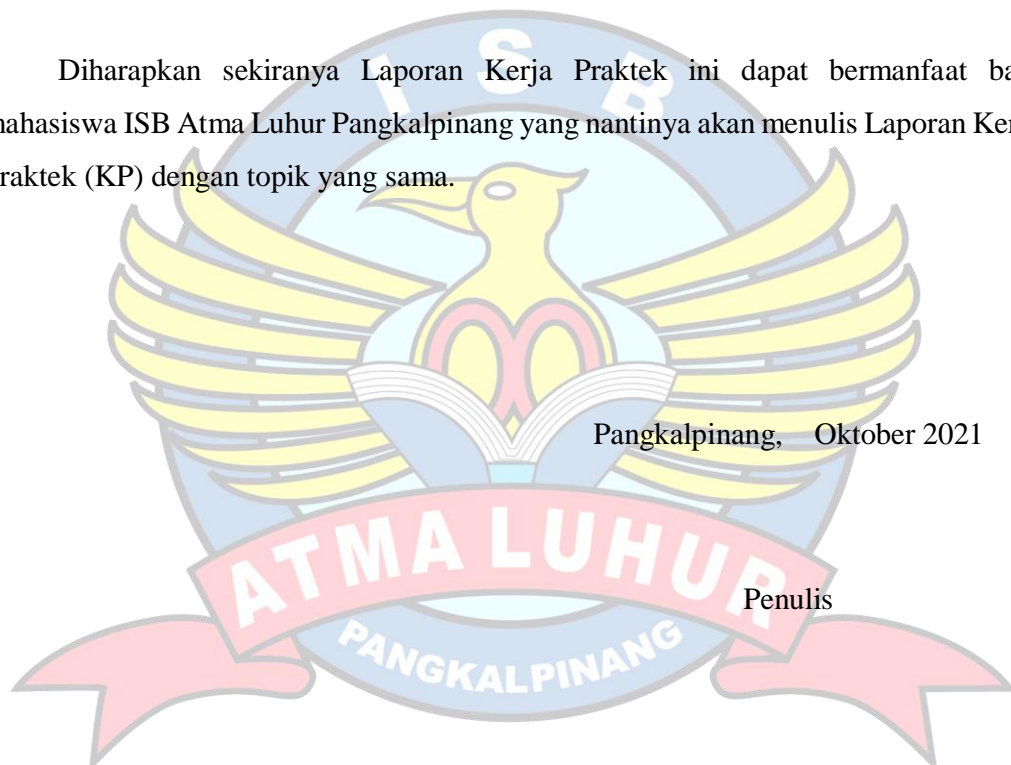 I S B
Diharapkan sekiranya Laporan Kerja Praktek ini dapat bermanfaat ba
mahasiswa ISB Atma Luhur Pangkalpinang yang nantinya akan menulis Laporan Ker
raktek (KP) dengan topik yang sama.
Pangkalpinang, Oktober 2021
ATMA LUHUR
Penulis
PANGKALPINANG